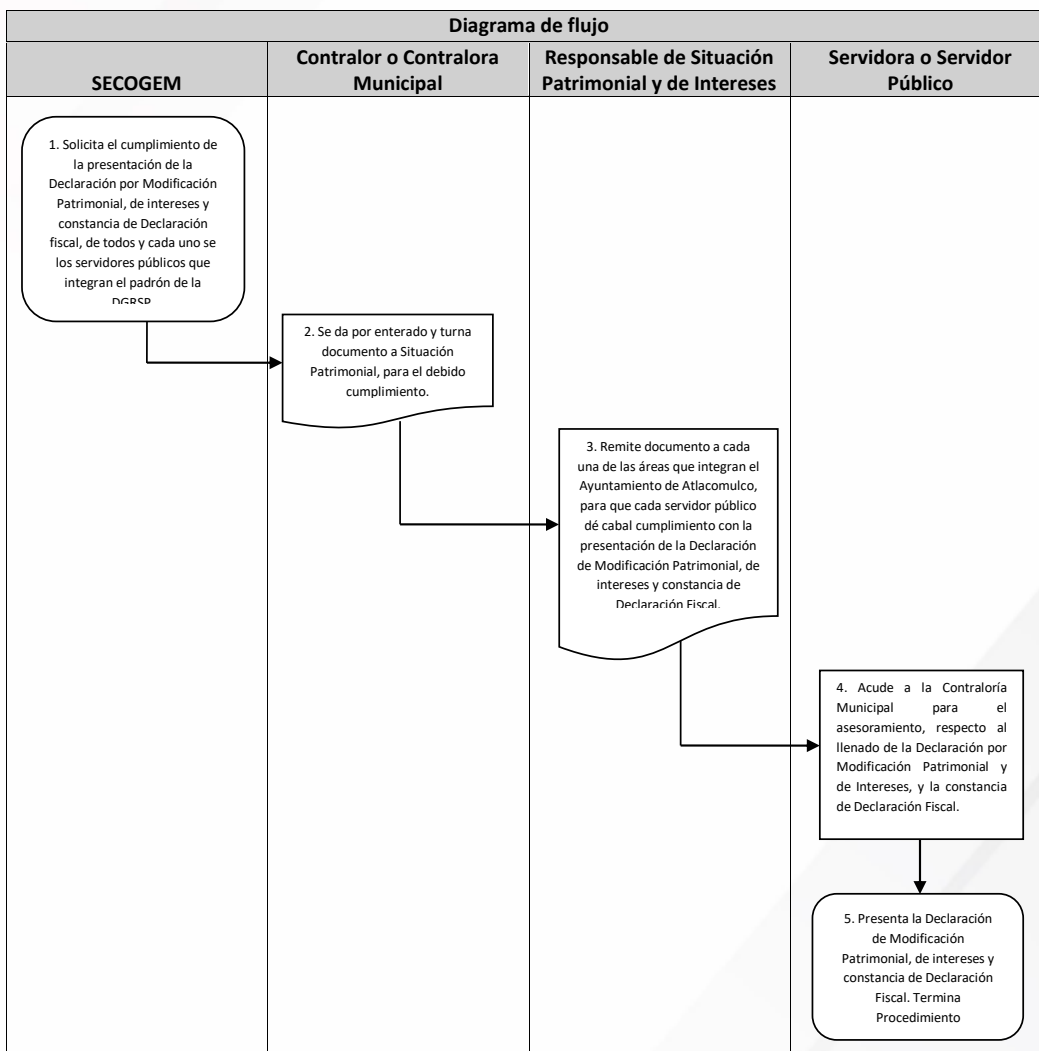 Diagrama de flujo
SECOGEM
Contralor o Contralora
Municipal
Responsable de Situación
Patrimonial y de Intereses
Servidora o Servidor
Público
1. Solicita el cumplimiento de
la presentación de la
Declaración por Modificación
Patrimonial, de intereses y
constancia de Declaración
fiscal, de todos y cada uno se
los servidores públicos que
integran el padrón de la
DGRSP
2. Se da por enterado y turna
documento a Situación
Patrimonial, para el debido
cumplimiento.
3. Remite documento a cada
una de las áreas que integran el
Ayuntamiento de Atlacomulco,
para que cada servidor público
dé cabal cumplimiento con la
presentación de la Declaración
de Modificación Patrimonial, de
intereses y constancia de
Declaración Fiscal.
4. Acude a la Contraloría
Municipal para el
asesoramiento, respecto al
llenado de la Declaración por
Modificación Patrimonial y
de Intereses, y la constancia
de Declaración Fiscal.
5. Presenta la Declaración
de Modificación
Patrimonial, de intereses y
constancia de Declaración
Fiscal. Termina
Procedimiento